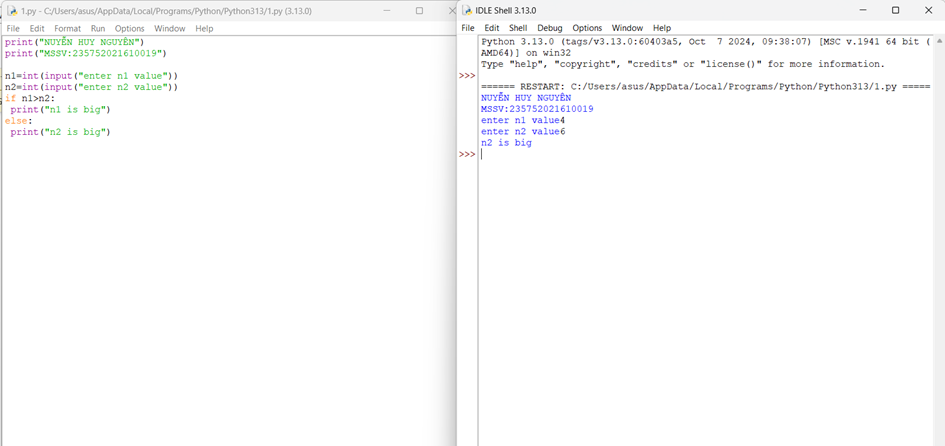 1.py - C:/Users/asus/AppData/Local/Programs/Python/Python313/1.py (3.13.0)
File Edit Format Run Options Window Help
print("NUYỄN HUY NGUYÊN")
print("MSSV:235752021610019")
n1=int(input("enter n1 value"))
n2=int(input("enter n2 value"))
if n1>n2:
 print("n1 is big")
else:
 print("n2 is big")
IDLE Shell 3.13.0
File Edit Shell Debug Options Window Help
Python 3.13.0 (tags/v3.13.0:60403a5, Oct  7 2024, 09:38:07) [MSC v.1941 64 bit (
AMD64)] on win32
Type "help", "copyright", "credits" or "license()" for more information.
>>>
====== RESTART: C:/Users/asus/AppData/Local/Programs/Python/Python313/1.py =====
NUYỄN HUY NGUYÊN
MSSV:235752021610019
enter n1 value4
enter n2 value6
n2 is big
>>>